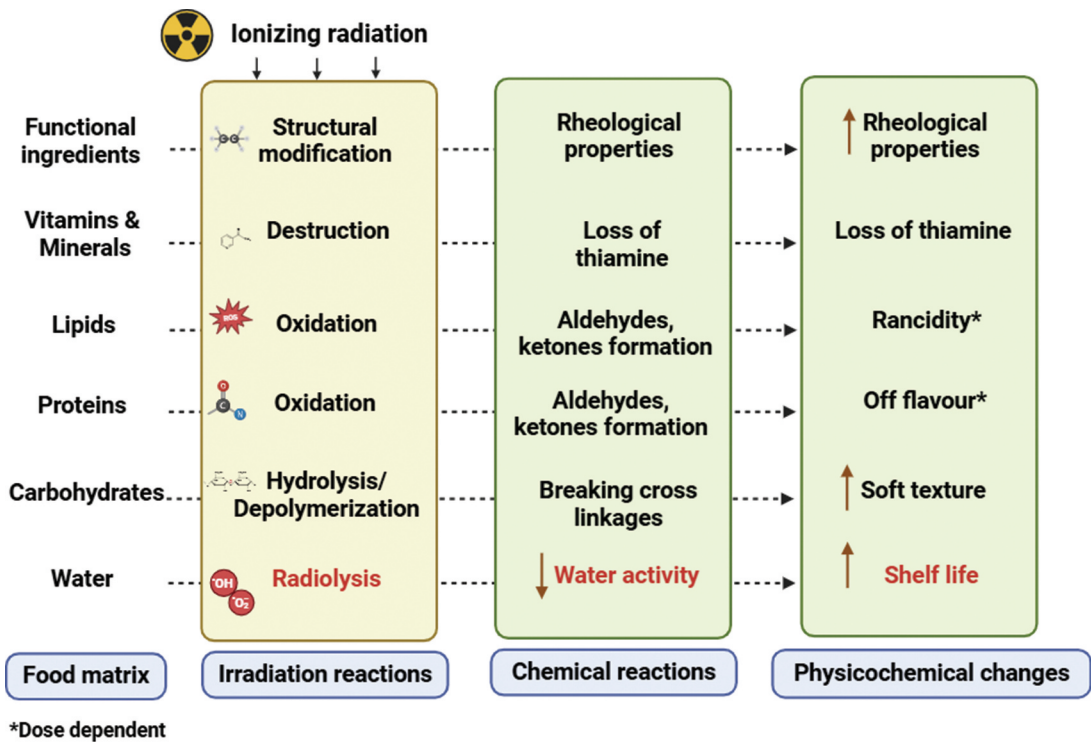 Ionizing radiation
Functional
ingredients
Structural
modification
Rheological
properties
Rheological
properties
Vitamins &
Minerals
Destruction
Loss of
thiamine
Loss of thiamine
Lipids
ROS
Oxidation
Aldehydes,
ketones formation
Rancidity*
Proteins
O
C
N
Oxidation
Aldehydes,
ketones formation
Off flavour*
Carbohydrates
Hydrolysis/
Depolymerization
Breaking cross
linkages
Soft texture
Water
•OH
•O₂⁻
Radiolysis
Water activity
Shelf life
Food matrix
Irradiation reactions
Chemical reactions
Physicochemical changes
*Dose dependent